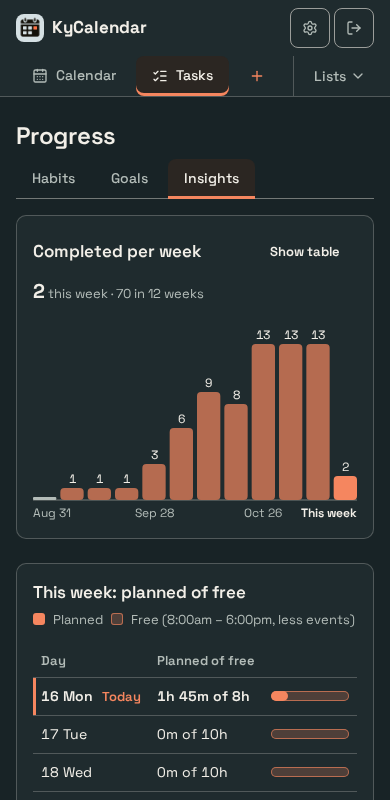 KyCalendar
Calendar
Tasks
+
Lists
Progress
Habits
Goals
Insights
Completed per week
Show table
2 this week · 70 in 12 weeks
1
1
1
3
6
9
8
13
13
13
2
Aug 31
Sep 28
Oct 26
This week
This week: planned of free
Planned
Free (8:00am – 6:00pm, less events)
Day
Planned of free
16 Mon Today 1h 45m of 8h
17 Tue 0m of 10h
18 Wed 0m of 10h